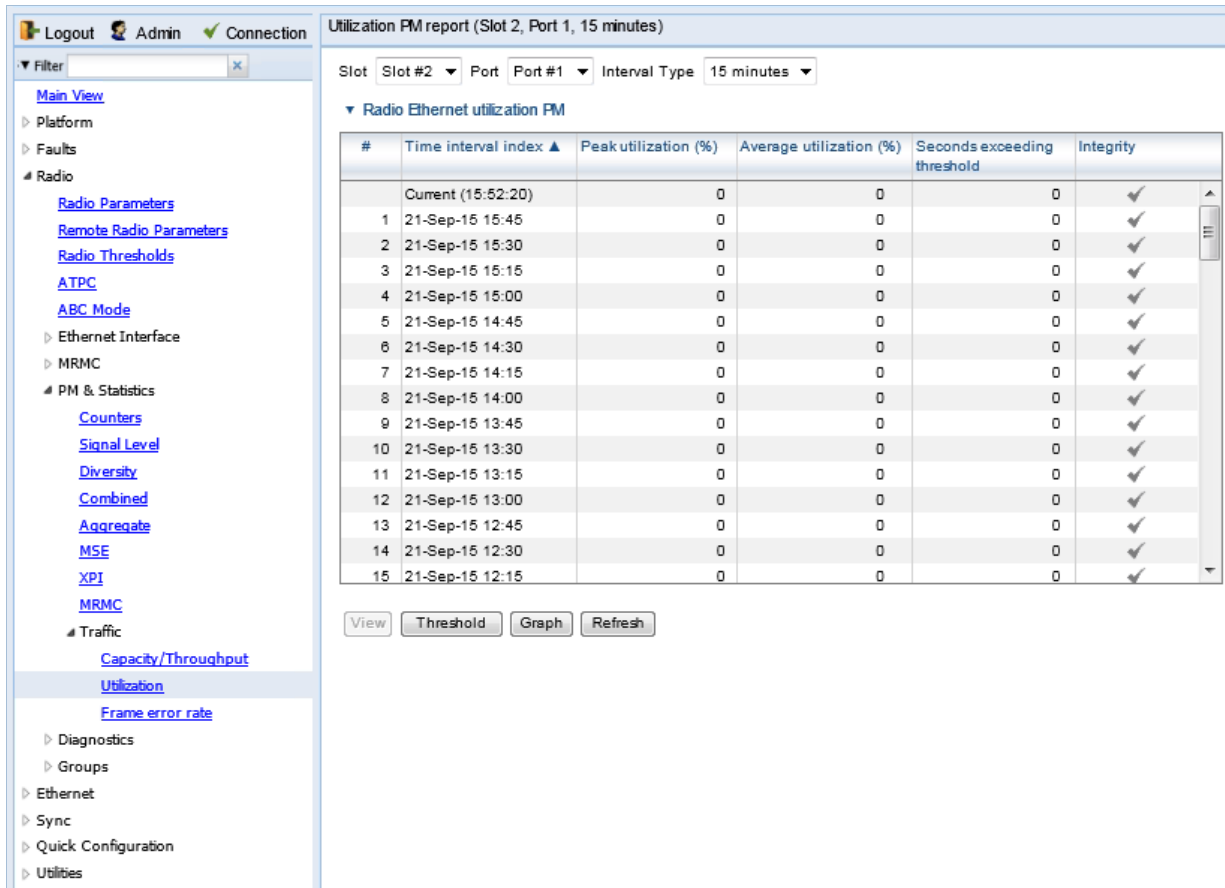 Logout Admin Connection
Filter
Main View
Platform
Faults
Radio
Radio Parameters
Remote Radio Parameters
Radio Thresholds
ATPC
ABC Mode
Ethernet Interface
MRMC
PM & Statistics
Counters
Signal Level
Diversity
Combined
Aggregate
MSE
XPI
MRMC
Traffic
Capacity/Throughput
Utilization
Frame error rate
Diagnostics
Groups
Ethernet
Sync
Quick Configuration
Utilities
Utilization PM report (Slot 2, Port 1, 15 minutes)
Slot Slot #2 Port Port #1 Interval Type 15 minutes
Radio Ethernet utilization PM
# Time interval index ▲ Peak utilization (%) Average utilization (%) Seconds exceeding threshold Integrity
Current (15:52:20) 0 0 0
1 21-Sep-15 15:45 0 0 0
2 21-Sep-15 15:30 0 0 0
3 21-Sep-15 15:15 0 0 0
4 21-Sep-15 15:00 0 0 0
5 21-Sep-15 14:45 0 0 0
6 21-Sep-15 14:30 0 0 0
7 21-Sep-15 14:15 0 0 0
8 21-Sep-15 14:00 0 0 0
9 21-Sep-15 13:45 0 0 0
10 21-Sep-15 13:30 0 0 0
11 21-Sep-15 13:15 0 0 0
12 21-Sep-15 13:00 0 0 0
13 21-Sep-15 12:45 0 0 0
14 21-Sep-15 12:30 0 0 0
15 21-Sep-15 12:15 0 0 0
View Threshold Graph Refresh